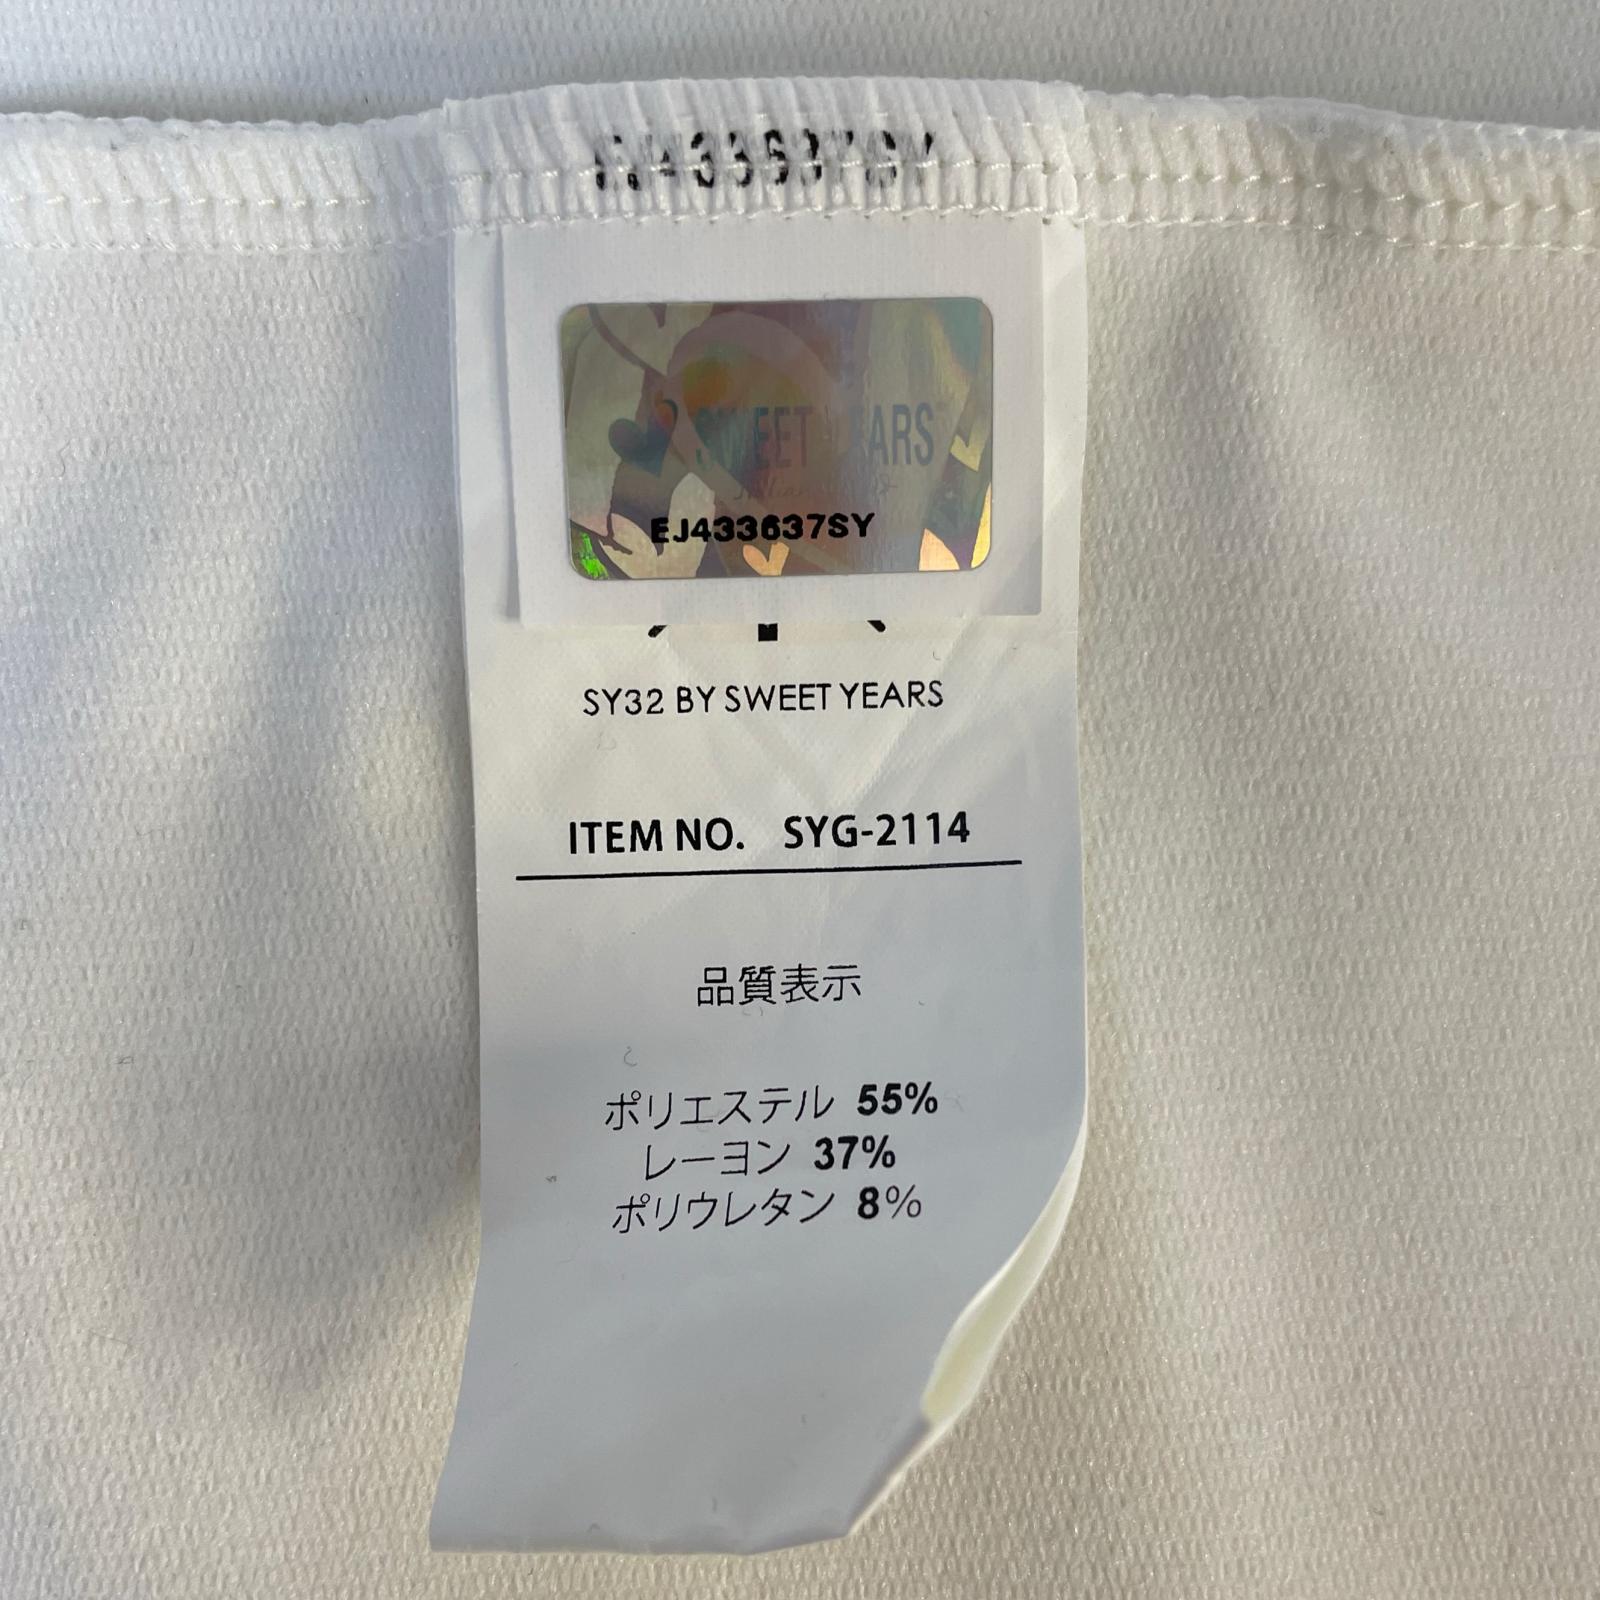 EJ433637SY
SWEET YEARS
EJ433637SY
SY32 BY SWEET YEARS
ITEM NO. SYG-2114
品質表示
ポリエステル 55%
レーヨン 37%
ポリウレタン 8%